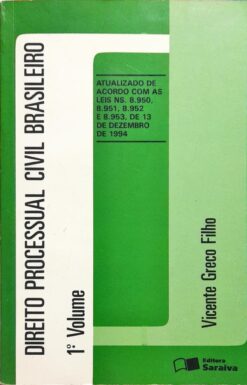 DIREITO PROCESSUAL CIVIL BRASILEIRO
1º Volume
ATUALIZADO DE
ACORDO COM AS
LEIS NS. 8.950,
8.951, 8.952
E 8.953, DE 13
DE DEZEMBRO
DE 1994
Vicente Greco Filho
Editora
Saraiva